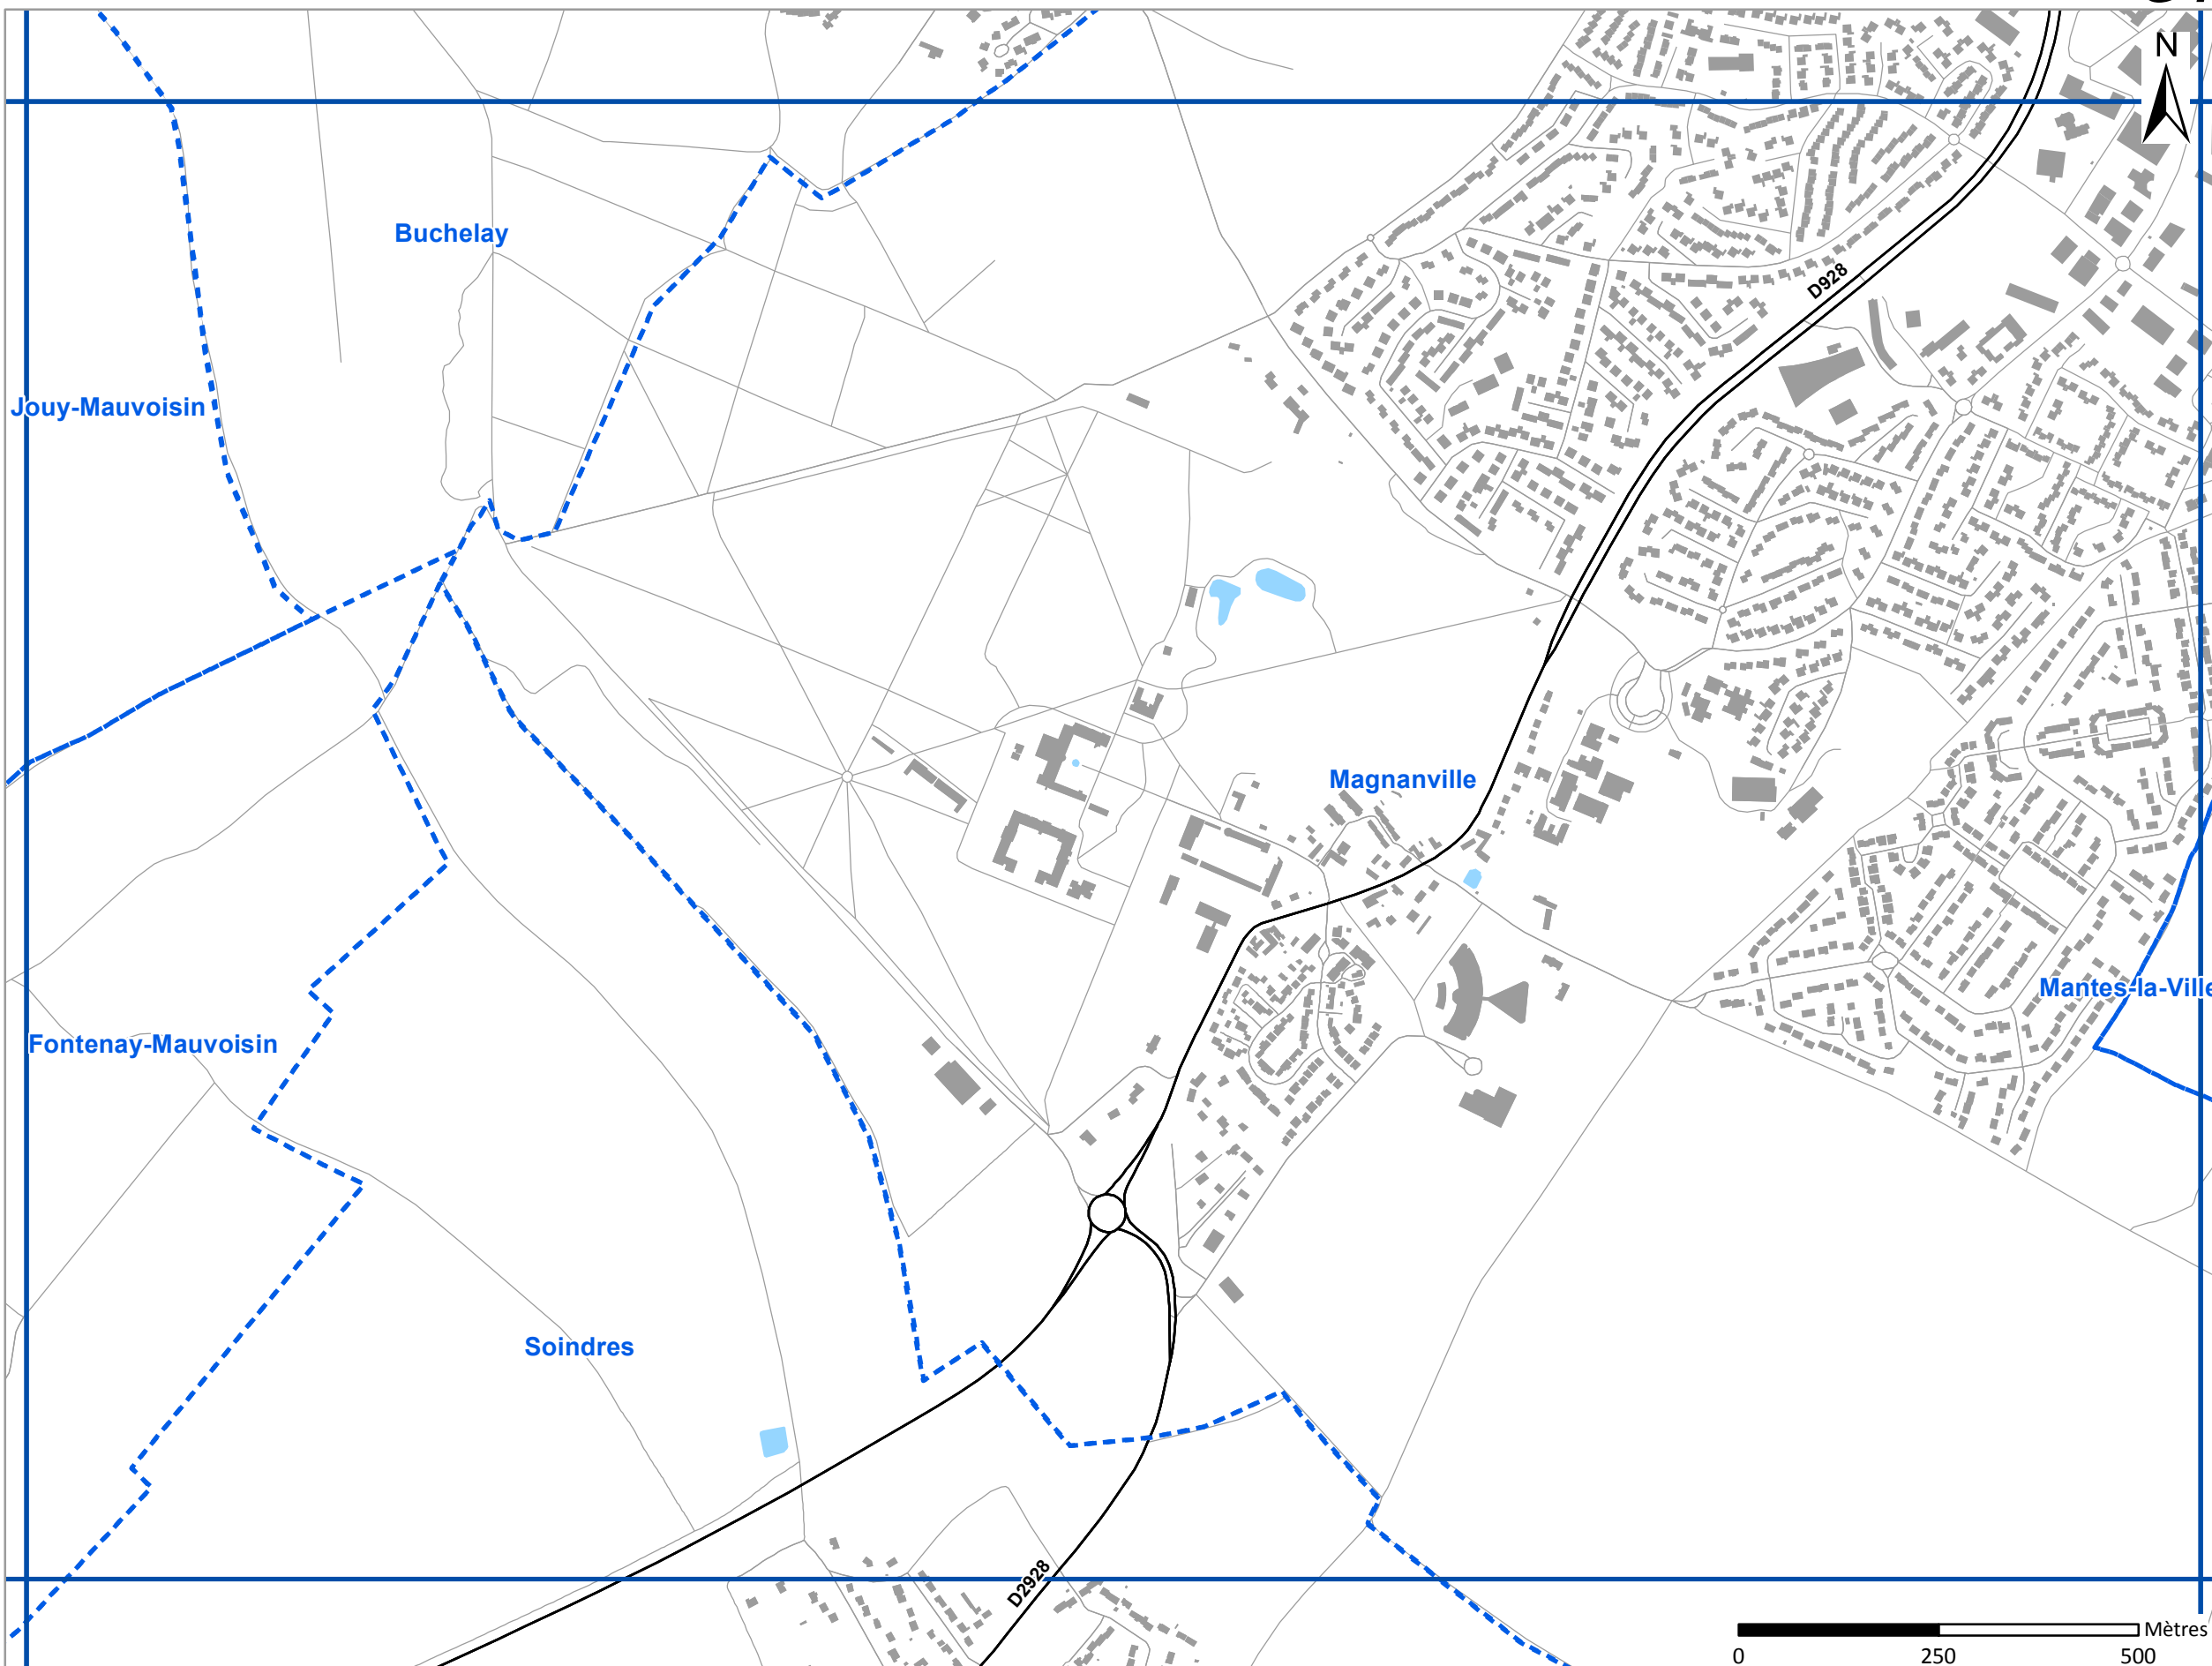 N
Buchelay
D928
Jouy-Mauvoisin
Magnanville
Mantes-la-Ville
Fontenay-Mauvoisin
Soindres
D2928
Mètres
0 250 500